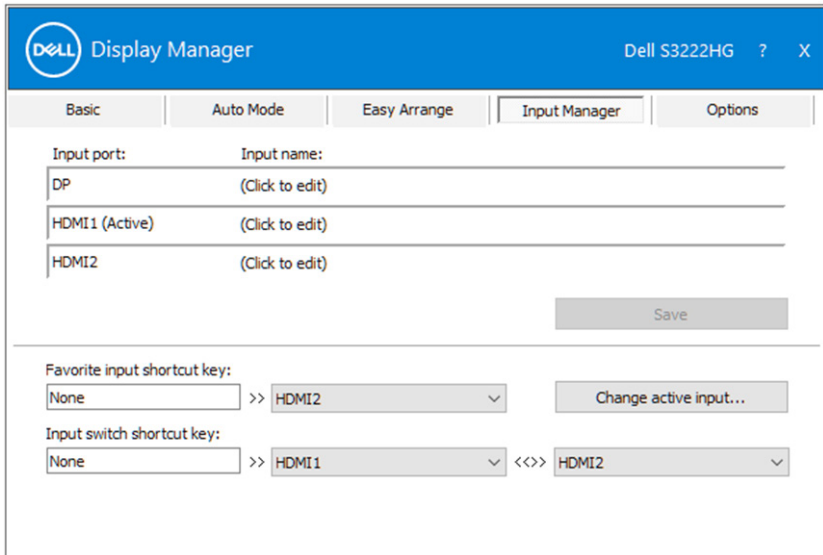 DELL Display Manager Dell S3222HG ? X
Basic Auto Mode Easy Arrange Input Manager Options
Input port: Input name:
DP (Click to edit)
HDMI1 (Active) (Click to edit)
HDMI2 (Click to edit)
Save
Favorite input shortcut key:
None >> HDMI2 Change active input...
Input switch shortcut key:
None >> HDMI1 <<>> HDMI2